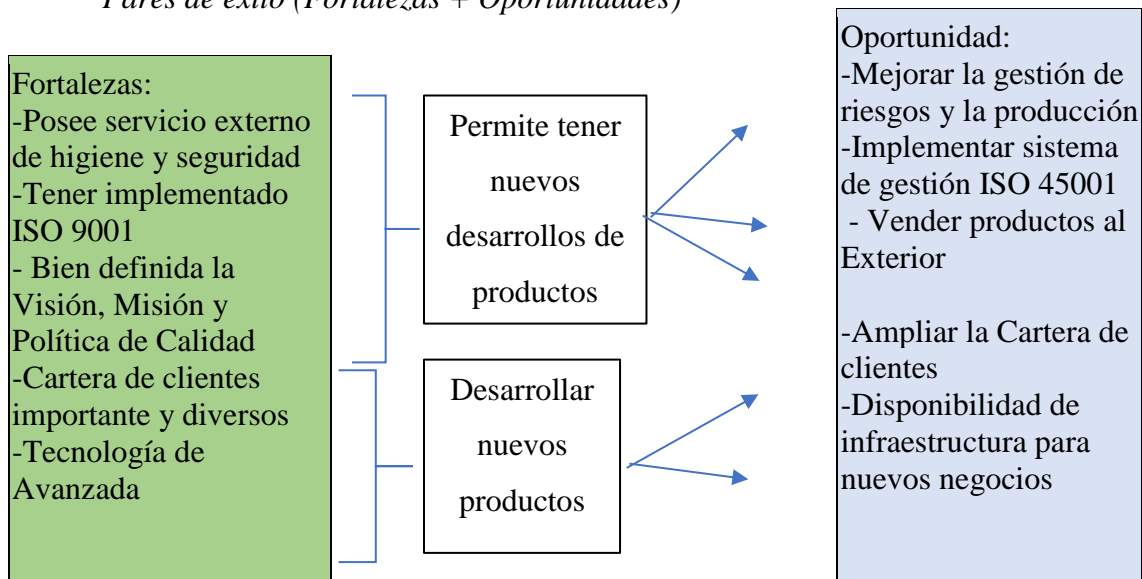 Pares de éxito (Fortalezas + Oportunidades)
Fortalezas:
-Posee servicio externo
de higiene y seguridad
-Tener implementado
ISO 9001
- Bien definida la
Visión, Misión y
Política de Calidad
-Cartera de clientes
importante y diversos
-Tecnología de
Avanzada
Permite tener
nuevos
desarrollos de
productos
Desarrollar
nuevos
productos
Oportunidad:
-Mejorar la gestión de
riesgos y la producción
-Implementar sistema
de gestión ISO 45001
- Vender productos al
Exterior
-Ampliar la Cartera de
clientes
-Disponibilidad de
infraestructura para
nuevos negocios